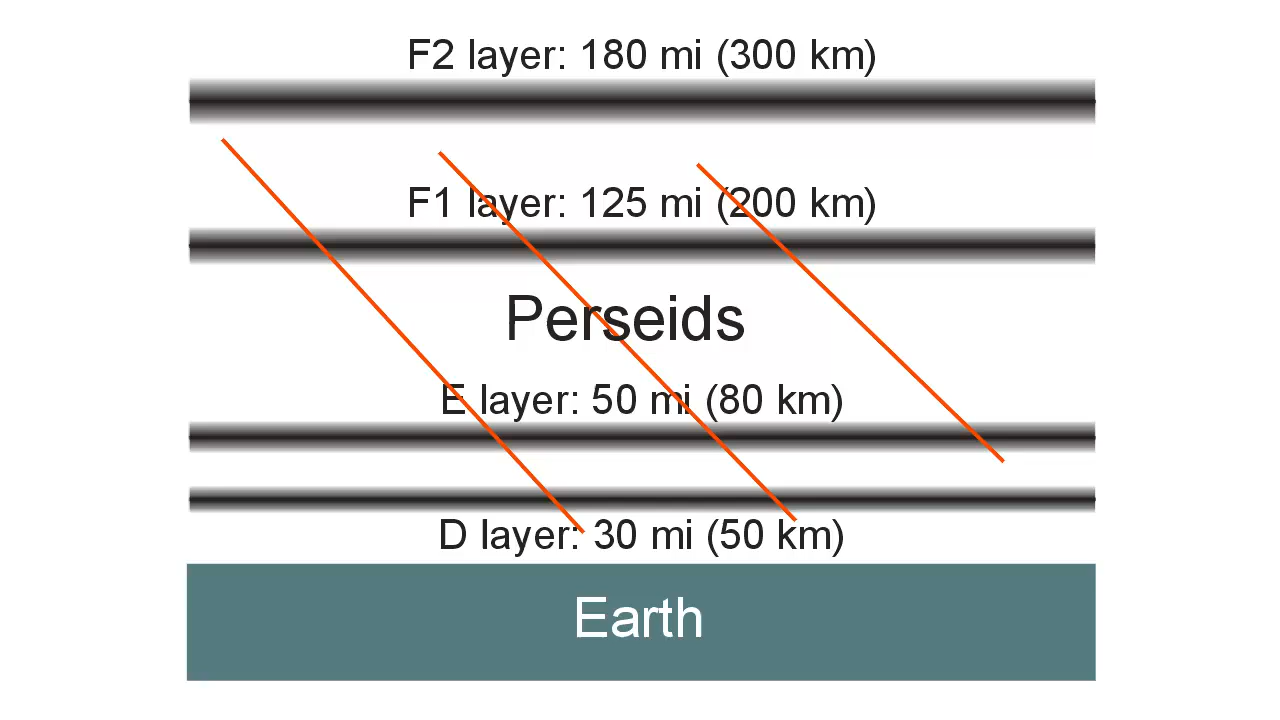 F2 layer: 180 mi (300 km)
F1 layer: 125 mi (200 km)
Perseids
E layer: 50 mi (80 km)
D layer: 30 mi (50 km)
Earth